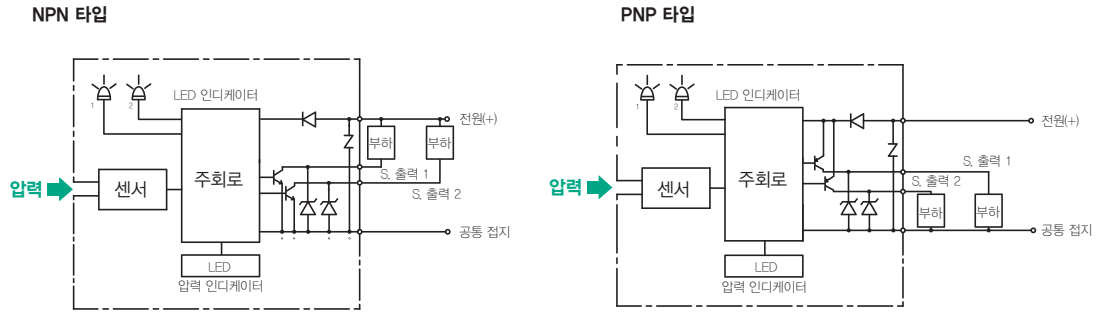 NPN 타입
LED 인디케이터
1
2
전원(+)
부하
부하
S. 출력 1
S. 출력 2
압력
센서
주회로
공통 접지
LED
압력 인디케이터
PNP 타입
LED 인디케이터
1
2
전원(+)
S. 출력 1
S. 출력 2
압력
센서
주회로
부하
부하
공통 접지
LED
압력 인디케이터